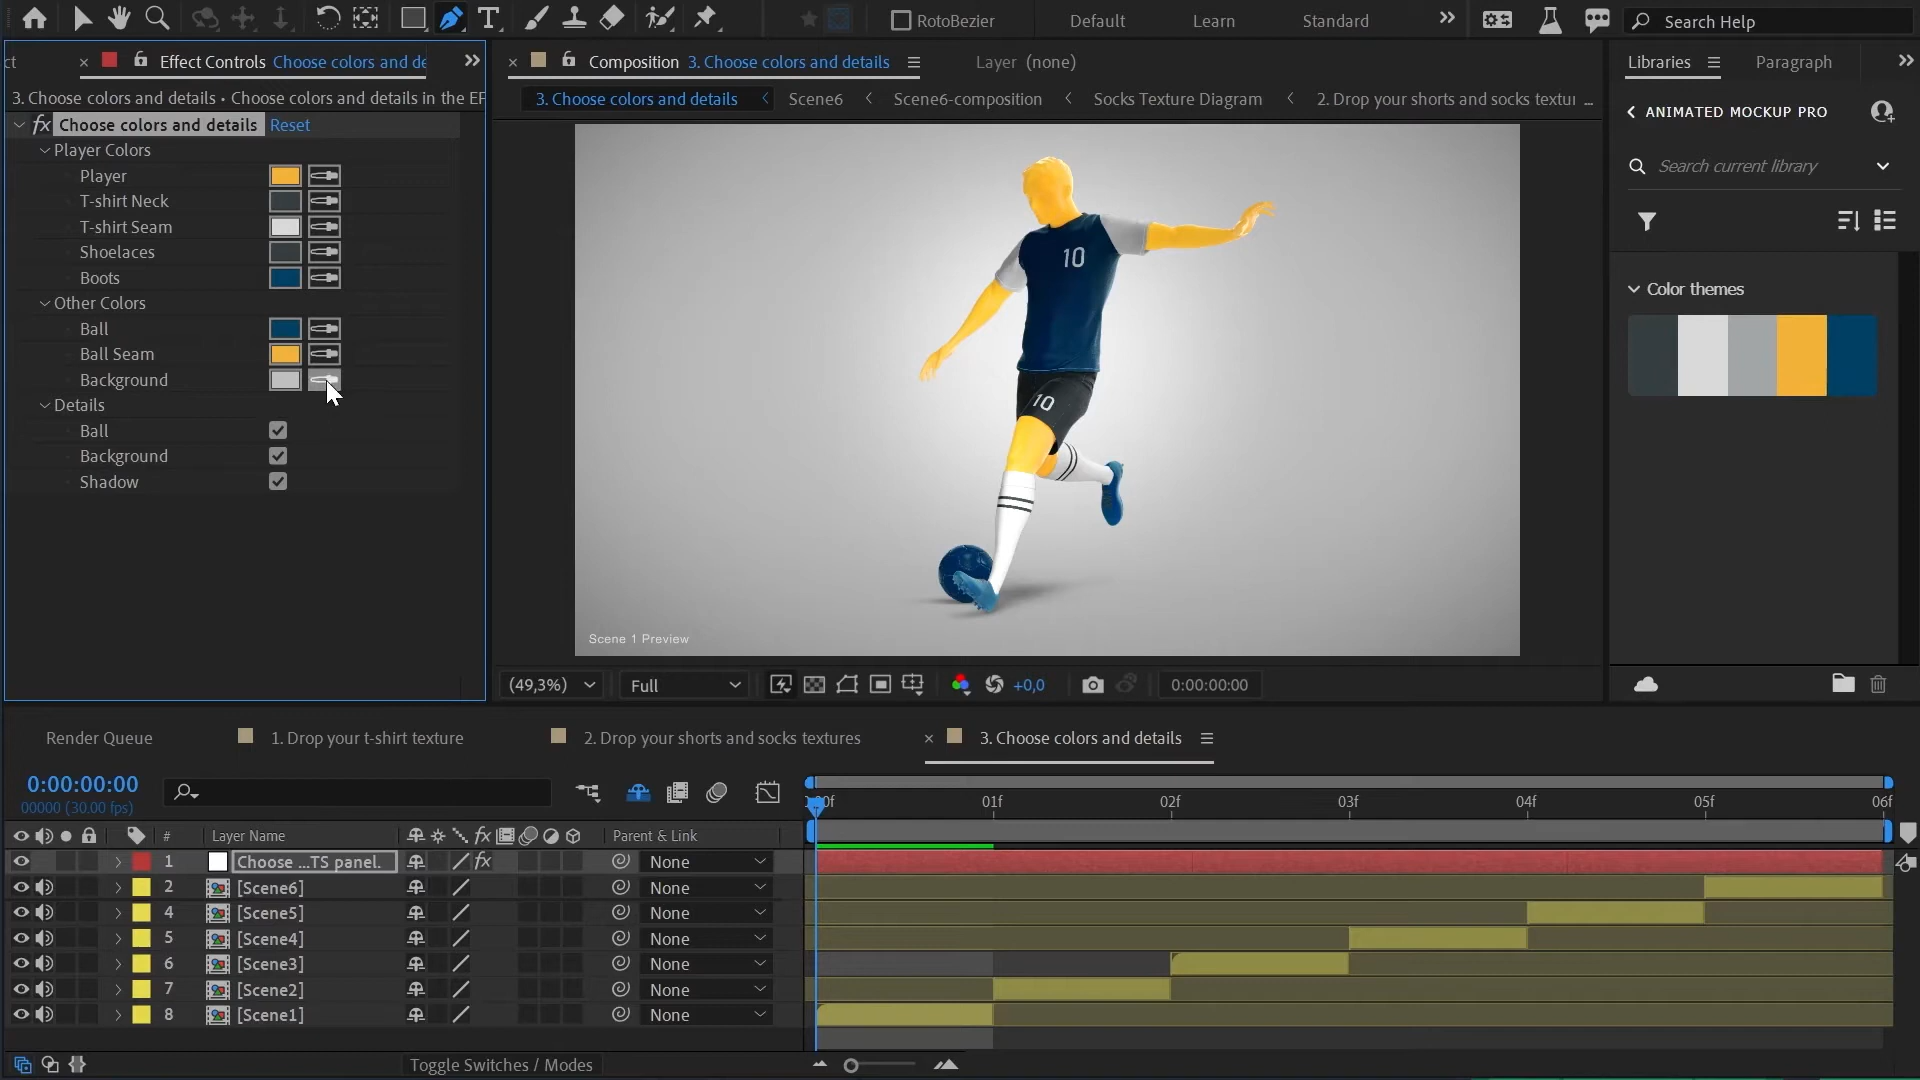 RotoBezier
Default
Learn
Standard
Search Help
ct
Effect Controls Choose colors and de
Composition 3. Choose colors and details
Layer (none)
Libraries
Paragraph
3. Choose colors and details • Choose colors and details in the EF
3. Choose colors and details
Scene6
Scene6-composition
Socks Texture Diagram
2. Drop your shorts and socks textur ...
ANIMATED MOCKUP PRO
fx Choose colors and details Reset
Player Colors
Player
T-shirt Neck
T-shirt Seam
Shoelaces
Boots
Other Colors
Ball
Ball Seam
Background
Details
Ball
Background
Shadow
Search current library
Color themes
10
10
Scene 1 Preview
(49,3%)
Full
+0,0
0:00:00:00
Render Queue
1. Drop your t-shirt texture
2. Drop your shorts and socks textures
3. Choose colors and details
0:00:00:00
00000 (30.00 fps)
01f
02f
03f
04f
05f
06f
# Layer Name
fx
Parent & Link
1 Choose ...TS panel. fx None
2 [Scene6] None
4 [Scene5] None
5 [Scene4] None
6 [Scene3] None
7 [Scene2] None
8 [Scene1] None
Toggle Switches / Modes